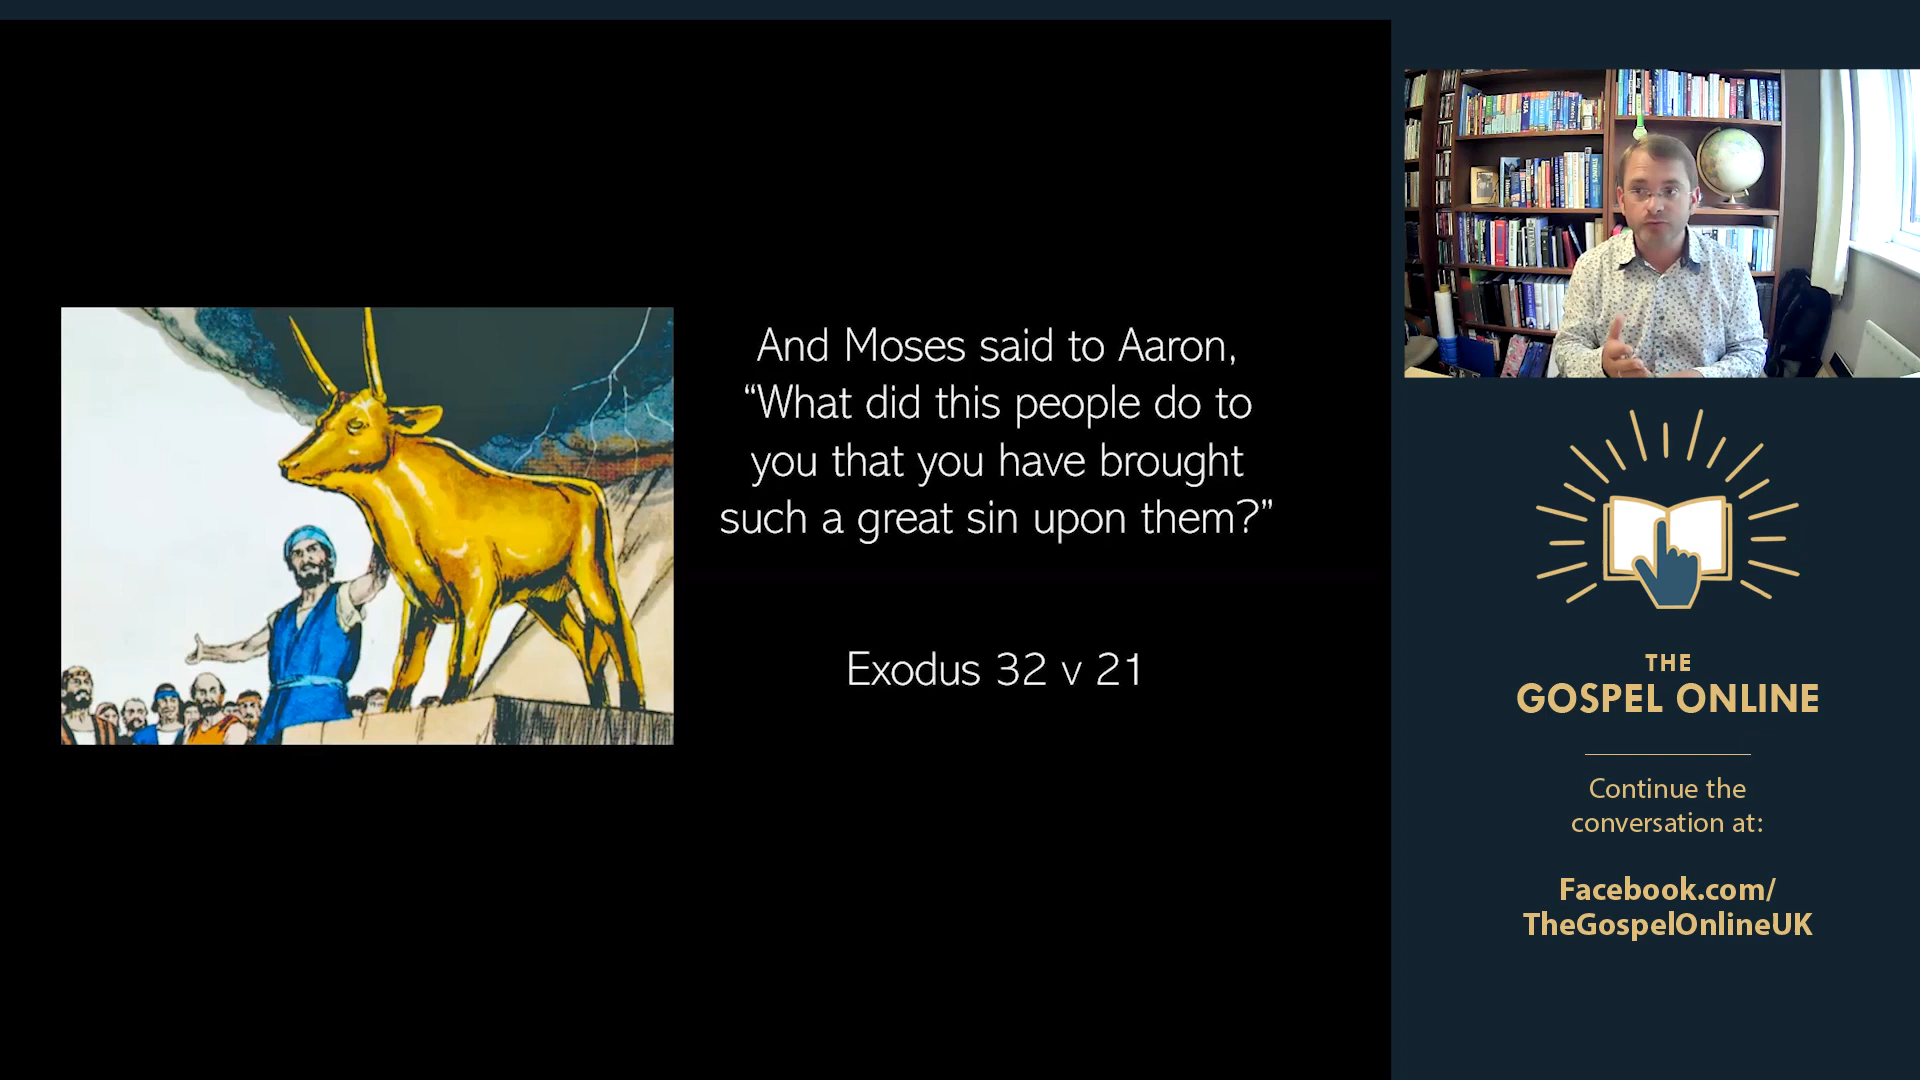 And Moses said to Aaron,
“What did this people do to
you that you have brought
such a great sin upon them?”
Exodus 32 v 21
THE
GOSPEL ONLINE
Continue the
conversation at:
Facebook.com/
TheGospelOnlineUK